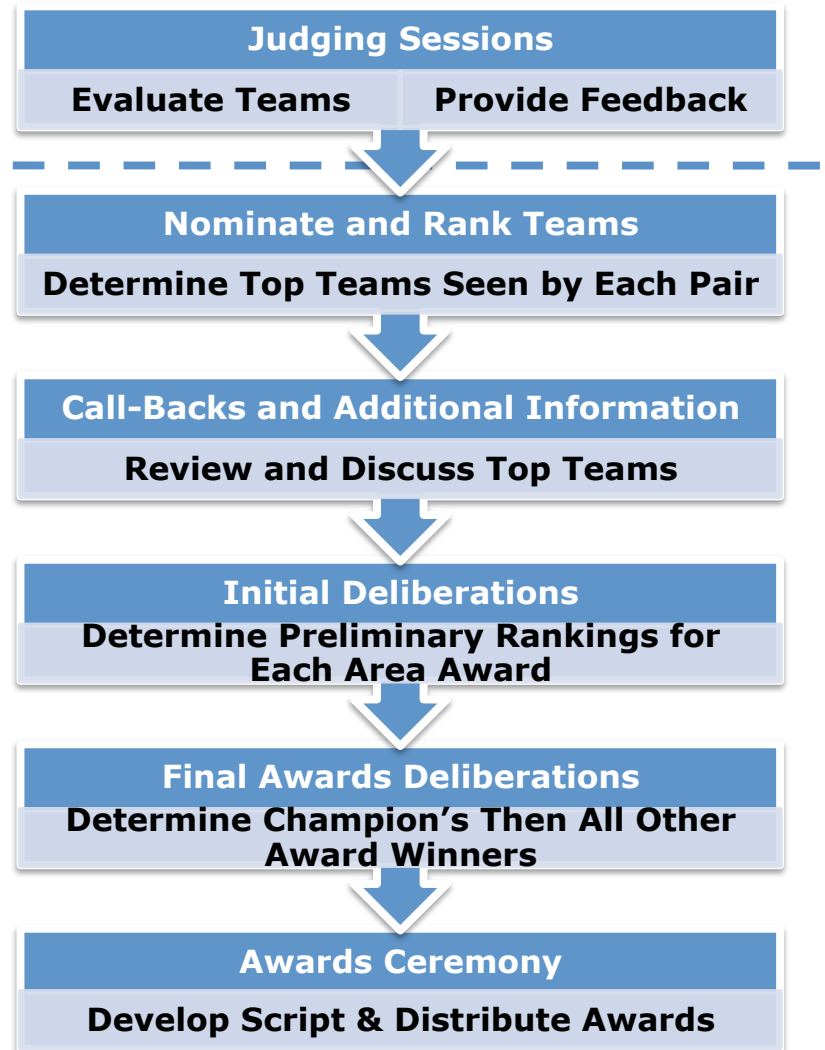 Judging Sessions
Evaluate Teams Provide Feedback
Nominate and Rank Teams
Determine Top Teams Seen by Each Pair
Call-Backs and Additional Information
Review and Discuss Top Teams
Initial Deliberations
Determine Preliminary Rankings for
Each Area Award
Final Awards Deliberations
Determine Champion’s Then All Other
Award Winners
Awards Ceremony
Develop Script & Distribute Awards